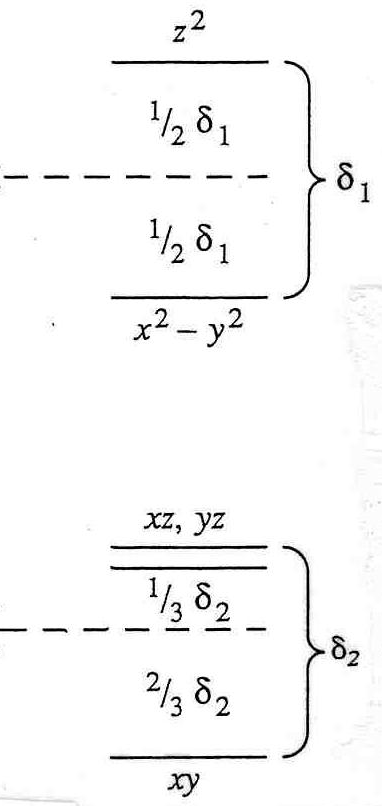 z²
¹/₂ δ₁
δ₁
¹/₂ δ₁
x² – y²
xz, yz
¹/₃ δ₂
δ₂
²/₃ δ₂
xy